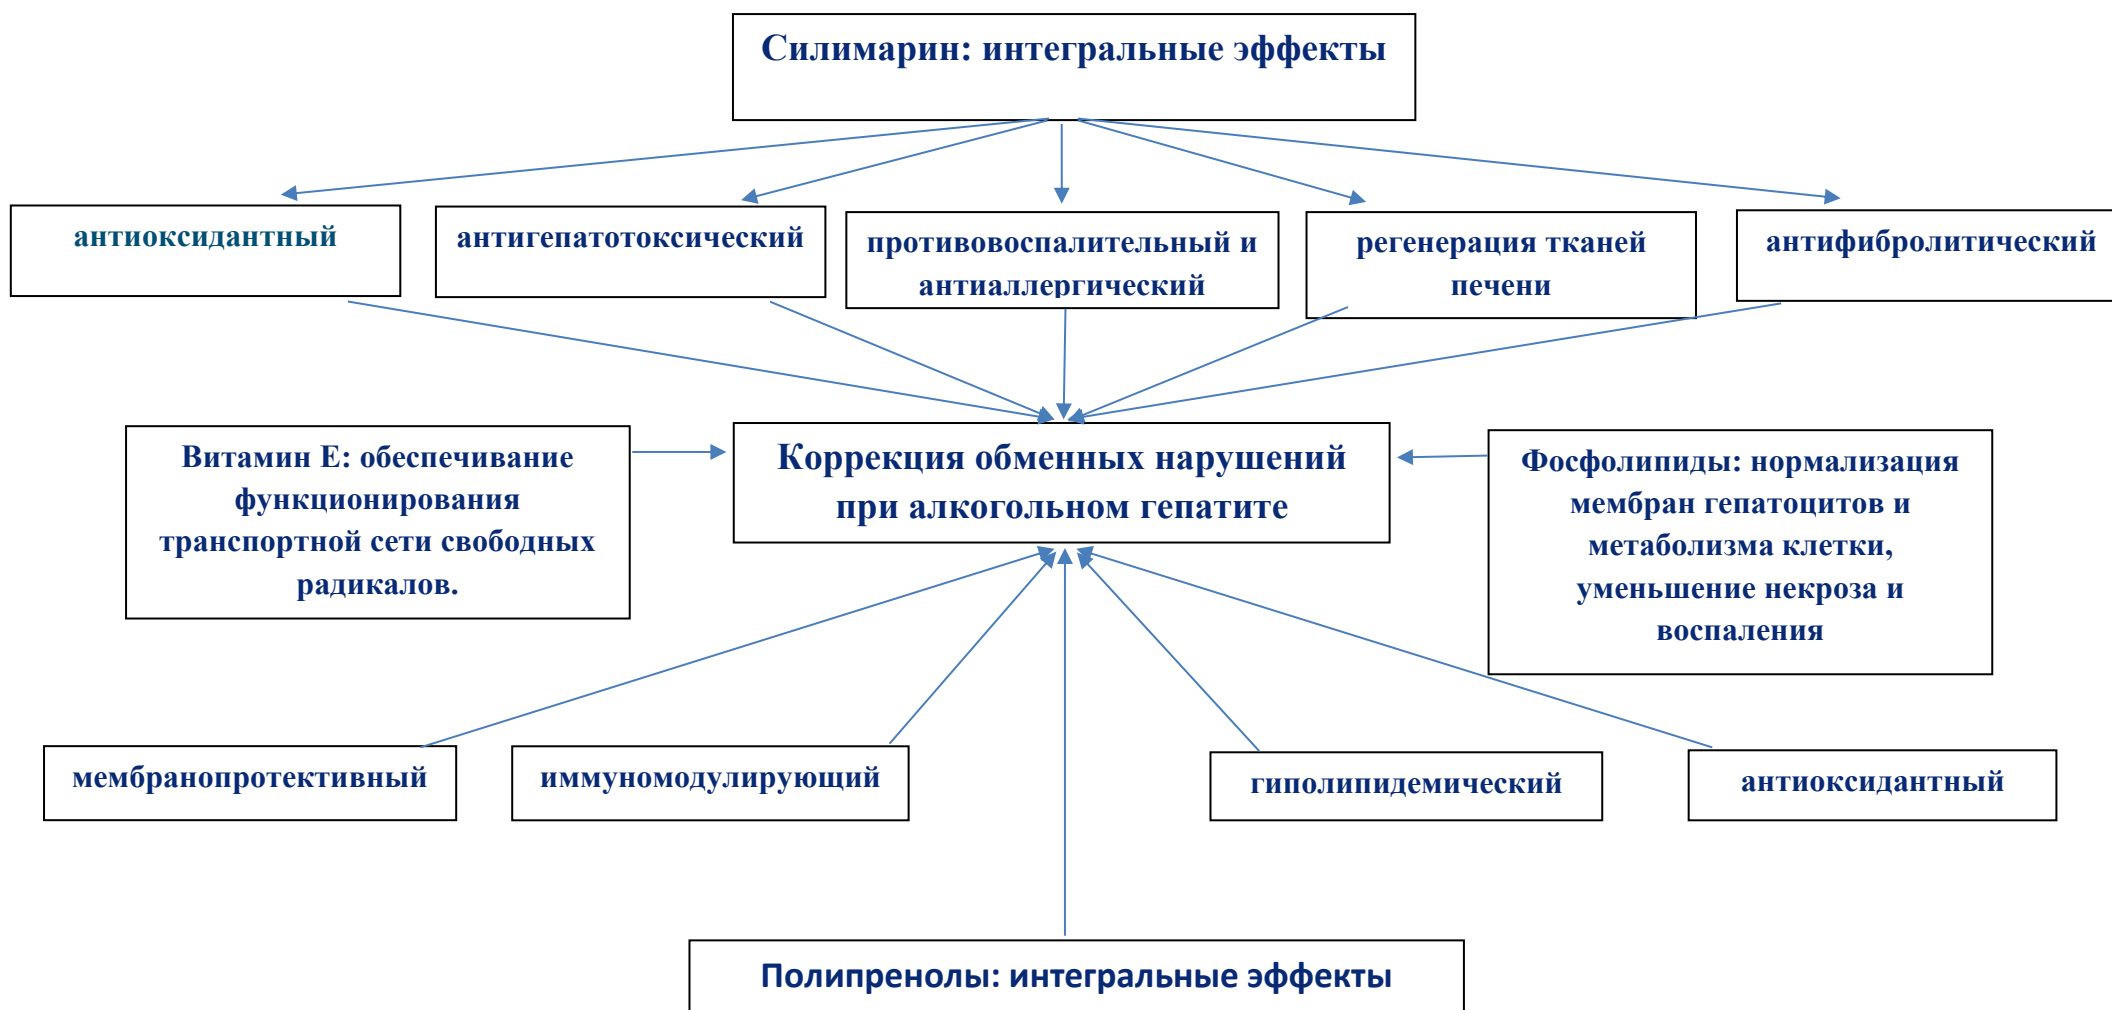 Силимарин: интегральные эффекты
антиоксидантный
антигепатотоксический
противовоспалительный и
антиаллергический
регенерация тканей
печени
антифибролитический
Витамин Е: обеспечивание
функционирования
транспортной сети свободных
радикалов.
Коррекция обменных нарушений
при алкогольном гепатите
Фосфолипиды: нормализация
мембран гепатоцитов и
метаболизма клетки,
уменьшение некроза и
воспаления
мембранопротективный
иммуномодулирующий
гиполипидемический
антиоксидантный
Полипренолы: интегральные эффекты